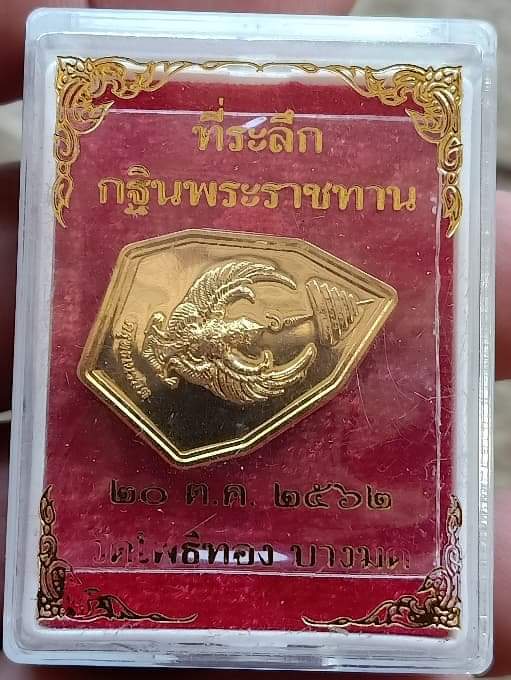 ที่ระลึก
กฐินพระราชทาน
๒๐ ต.ค. ๒๕๖๒
วัดโพธิทอง บางมด